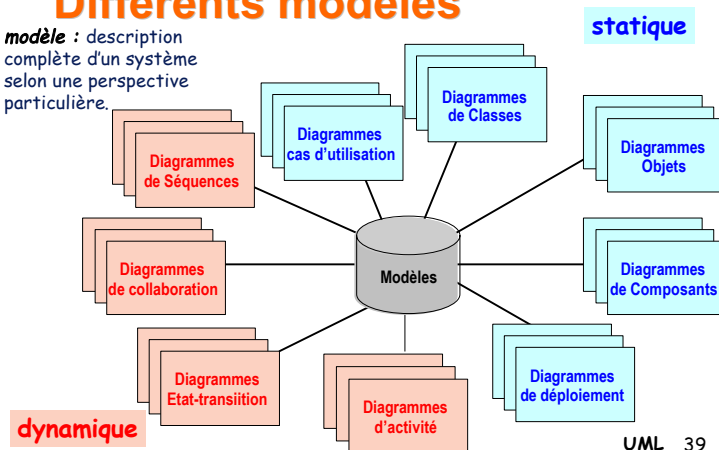 Différents modèles
statique
modèle : description
complète d'un système
selon une perspective
particulière.
Diagrammes
de Classes
Diagrammes
cas d'utilisation
Diagrammes
Objets
Diagrammes
de Séquences
Diagrammes
de collaboration
Modèles
Diagrammes
de Composants
Diagrammes
Etat-transiition
Diagrammes
d'activité
Diagrammes
de déploiement
dynamique
UML 39